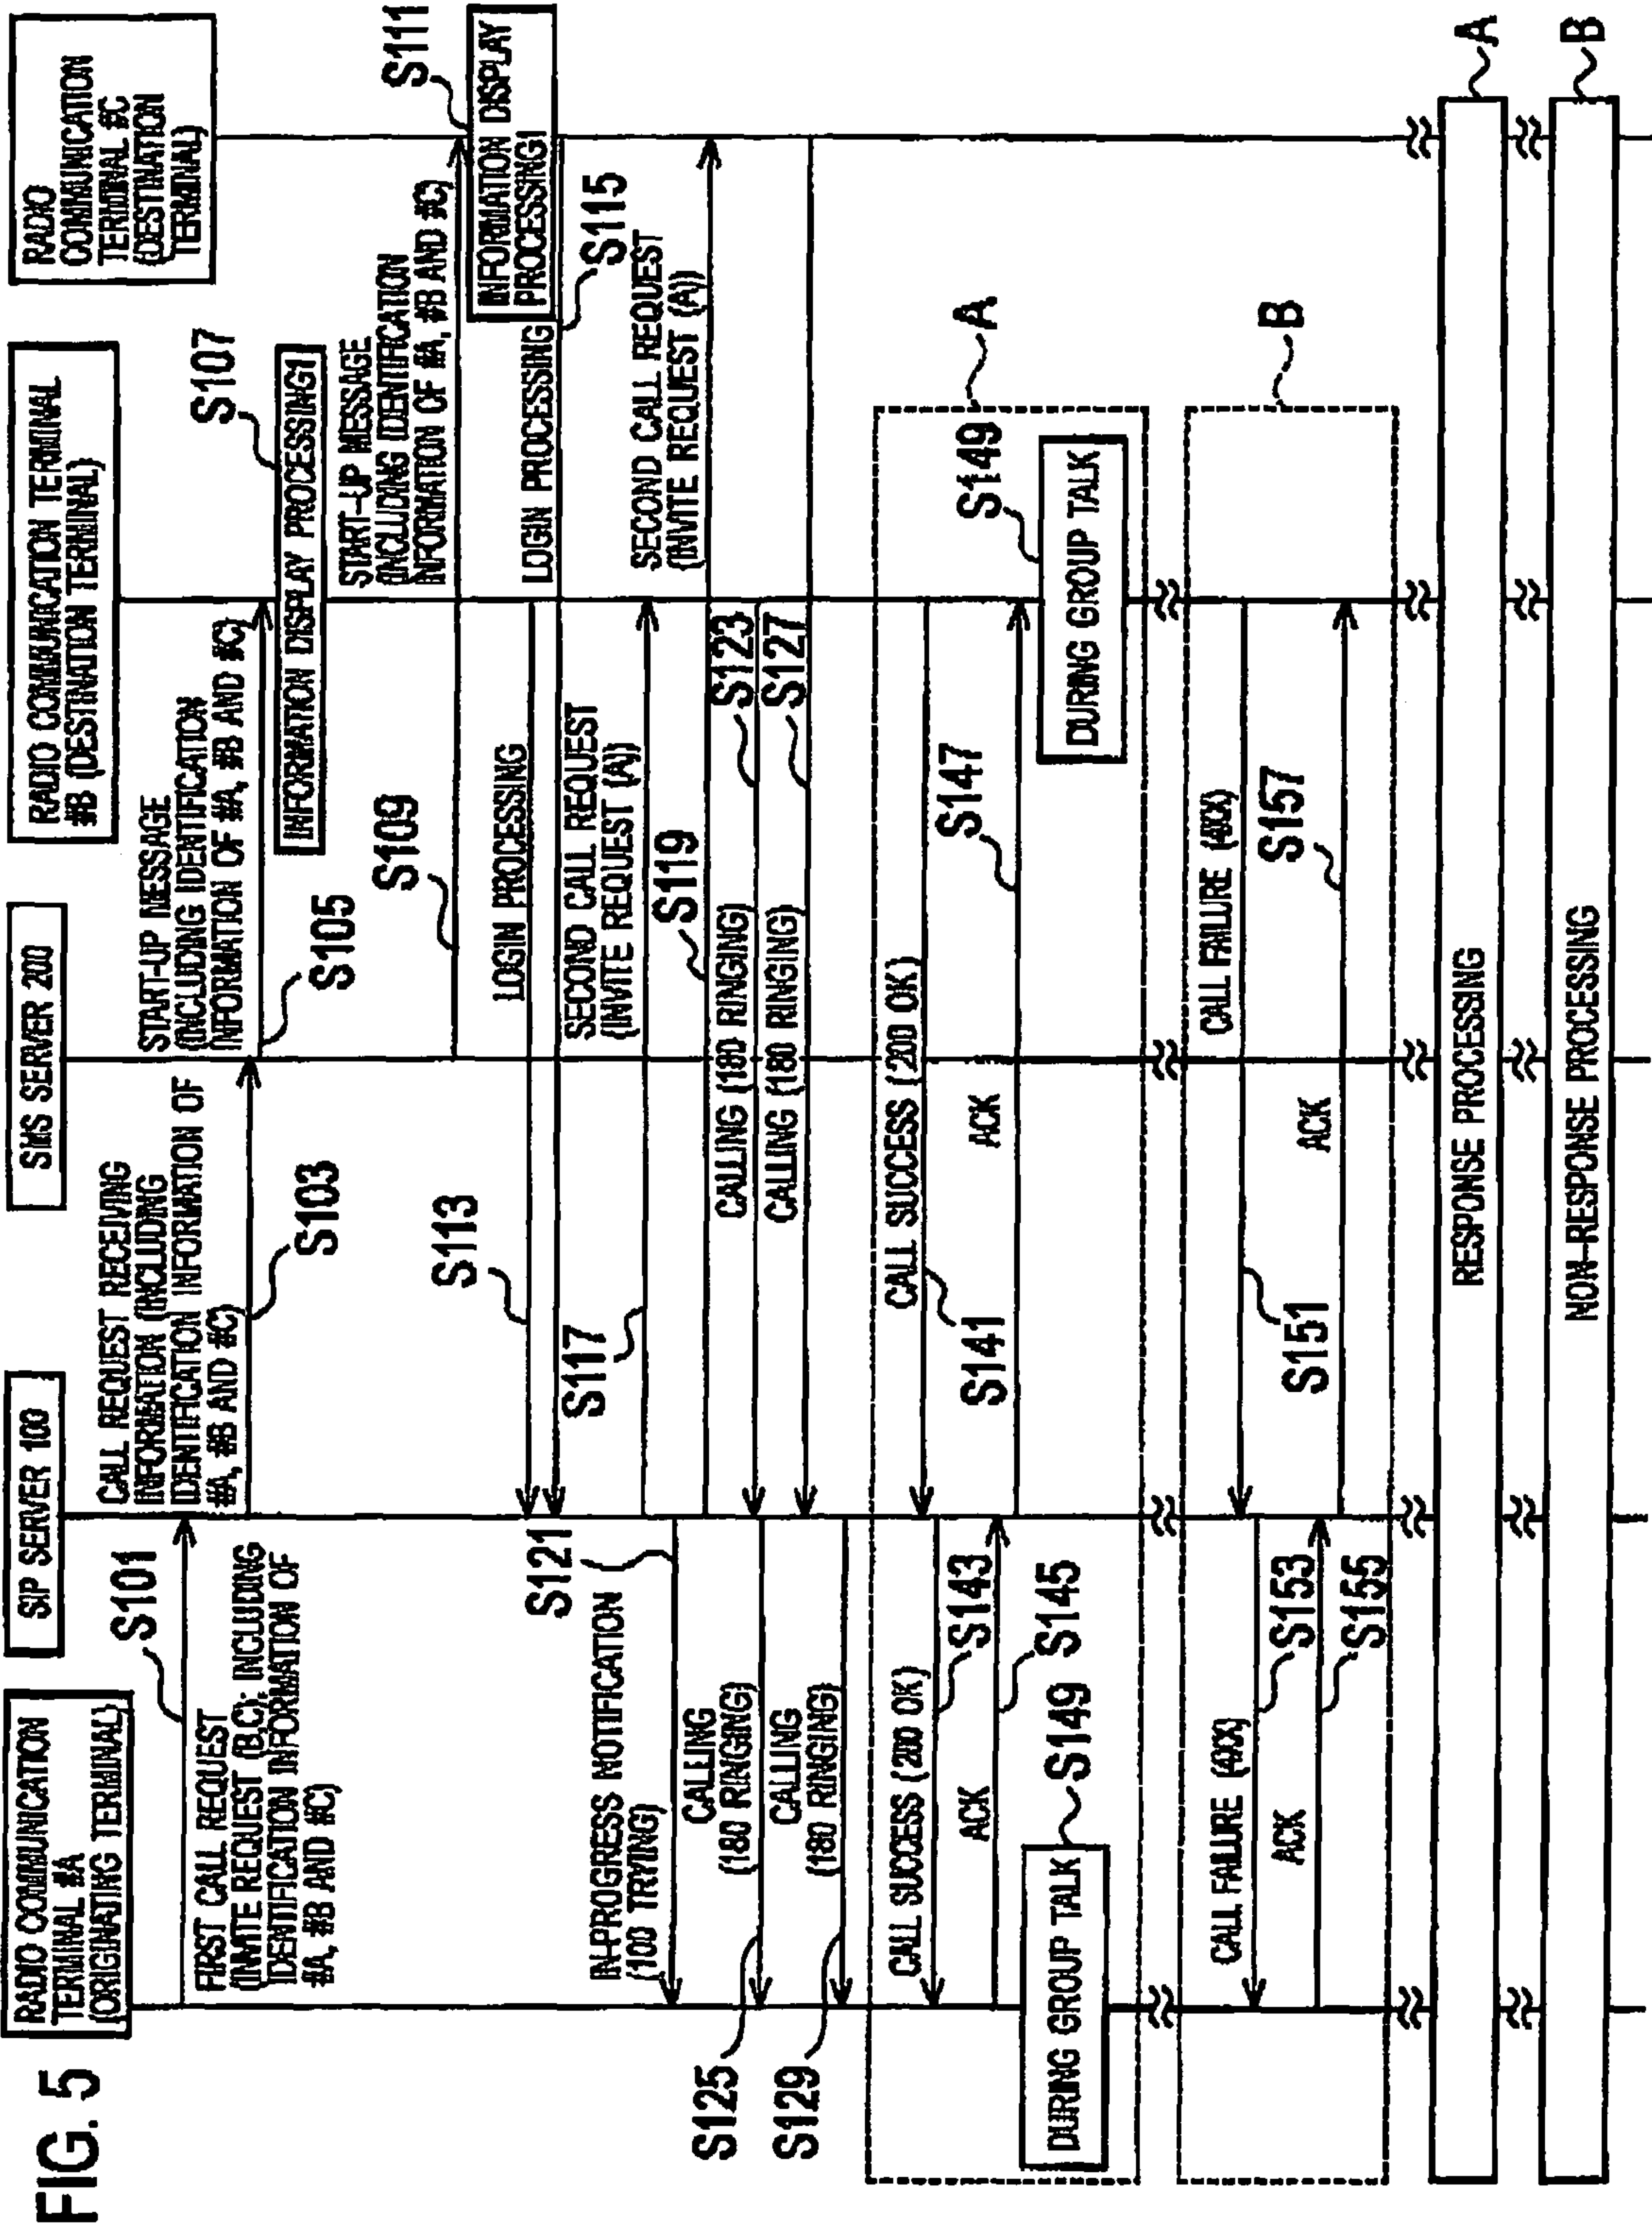 FIG. 5
RADIO COMMUNICATION
TERMINAL #A
(ORIGINATING TERMINAL)
SIP SERVER 100
SMS SERVER 200
RADIO COMMUNICATION TERMINAL
#B (DESTINATION TERMINAL)
RADIO
COMMUNICATION
TERMINAL #C
(DESTINATION
TERMINAL)
S101
FIRST CALL REQUEST
(INVITE REQUEST (B,C); INCLUDING
IDENTIFICATION INFORMATION OF
#A, #B AND #C)
CALL REQUEST RECEIVING
INFORMATION (INCLUDING
IDENTIFICATION INFORMATION OF
#A, #B AND #C)
S103
START-UP MESSAGE
(INCLUDING IDENTIFICATION
INFORMATION OF #A, #B AND #C)
S105
S107
INFORMATION DISPLAY PROCESSING1
START-UP MESSAGE
(INCLUDING IDENTIFICATION
INFORMATION OF #A, #B AND #C)
S109
S111
INFORMATION DISPLAY
PROCESSING1
LOGIN PROCESSING
S113
LOGIN PROCESSING
S115
SECOND CALL REQUEST
(INVITE REQUEST (A))
S117
SECOND CALL REQUEST
(INVITE REQUEST (A))
S119
S121
IN-PROGRESS NOTIFICATION
(100 TRYING)
CALLING (180 RINGING)
S123
CALLING
(180 RINGING)
S125
CALLING (180 RINGING)
S127
CALLING
(180 RINGING)
S129
A
CALL SUCCESS (200 OK)
S141
CALL SUCCESS (200 OK)
S143
ACK
S145
ACK
S147
DURING GROUP TALK
S149
DURING GROUP TALK
S149
B
CALL FAILURE (4XX)
S151
CALL FAILURE (4XX)
S153
ACK
S155
ACK
S157
RESPONSE PROCESSING
A
NON-RESPONSE PROCESSING
B